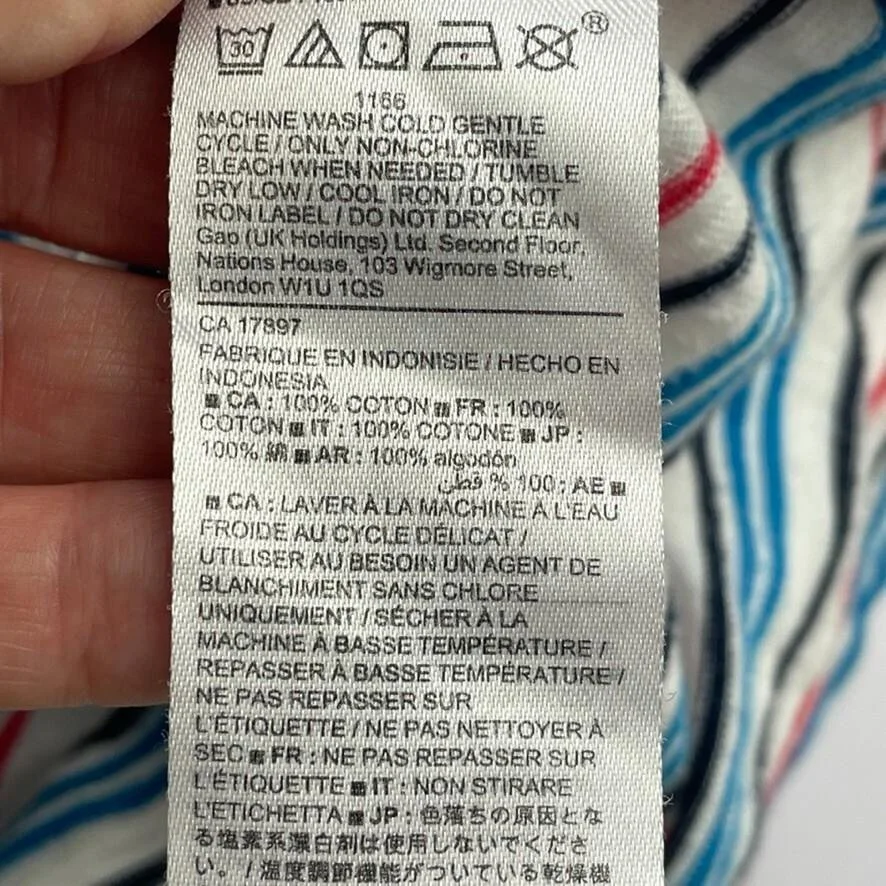 30
®
1166
MACHINE WASH COLD GENTLE
CYCLE / ONLY NON-CHLORINE
BLEACH WHEN NEEDED / TUMBLE
DRY LOW / COOL IRON / DO NOT
IRON LABEL / DO NOT DRY CLEAN
Gap (UK Holdings) Ltd. Second Floor,
Nations House, 103 Wigmore Street,
London W1U 1QS
CA 17897
FABRIQUE EN INDONISIE / HECHO EN
INDONESIA
CA : 100% COTON FR : 100%
COTON IT : 100% COTONE JP :
100% 綿 AR : 100% algodón
AE : 100 % قطن
CA : LAVER À LA MACHINE A L'EAU
FROIDE AU CYCLE DÉLICAT /
UTILISER AU BESOIN UN AGENT DE
BLANCHIMENT SANS CHLORE
UNIQUEMENT / SÉCHER À LA
MACHINE À BASSE TEMPÉRATURE /
REPASSER À BASSE TEMPÉRATURE /
NE PAS REPASSER SUR
L'ÉTIQUETTE / NE PAS NETTOYER À
SEC FR : NE PAS REPASSER SUR
L'ÉTIQUETTE IT : NON STIRARE
L'ETICHETTA JP : 色落ちの原因とな
る塩素系漂白剤は使用しないでくださ
い。 / 温度調節機能がついている乾燥機